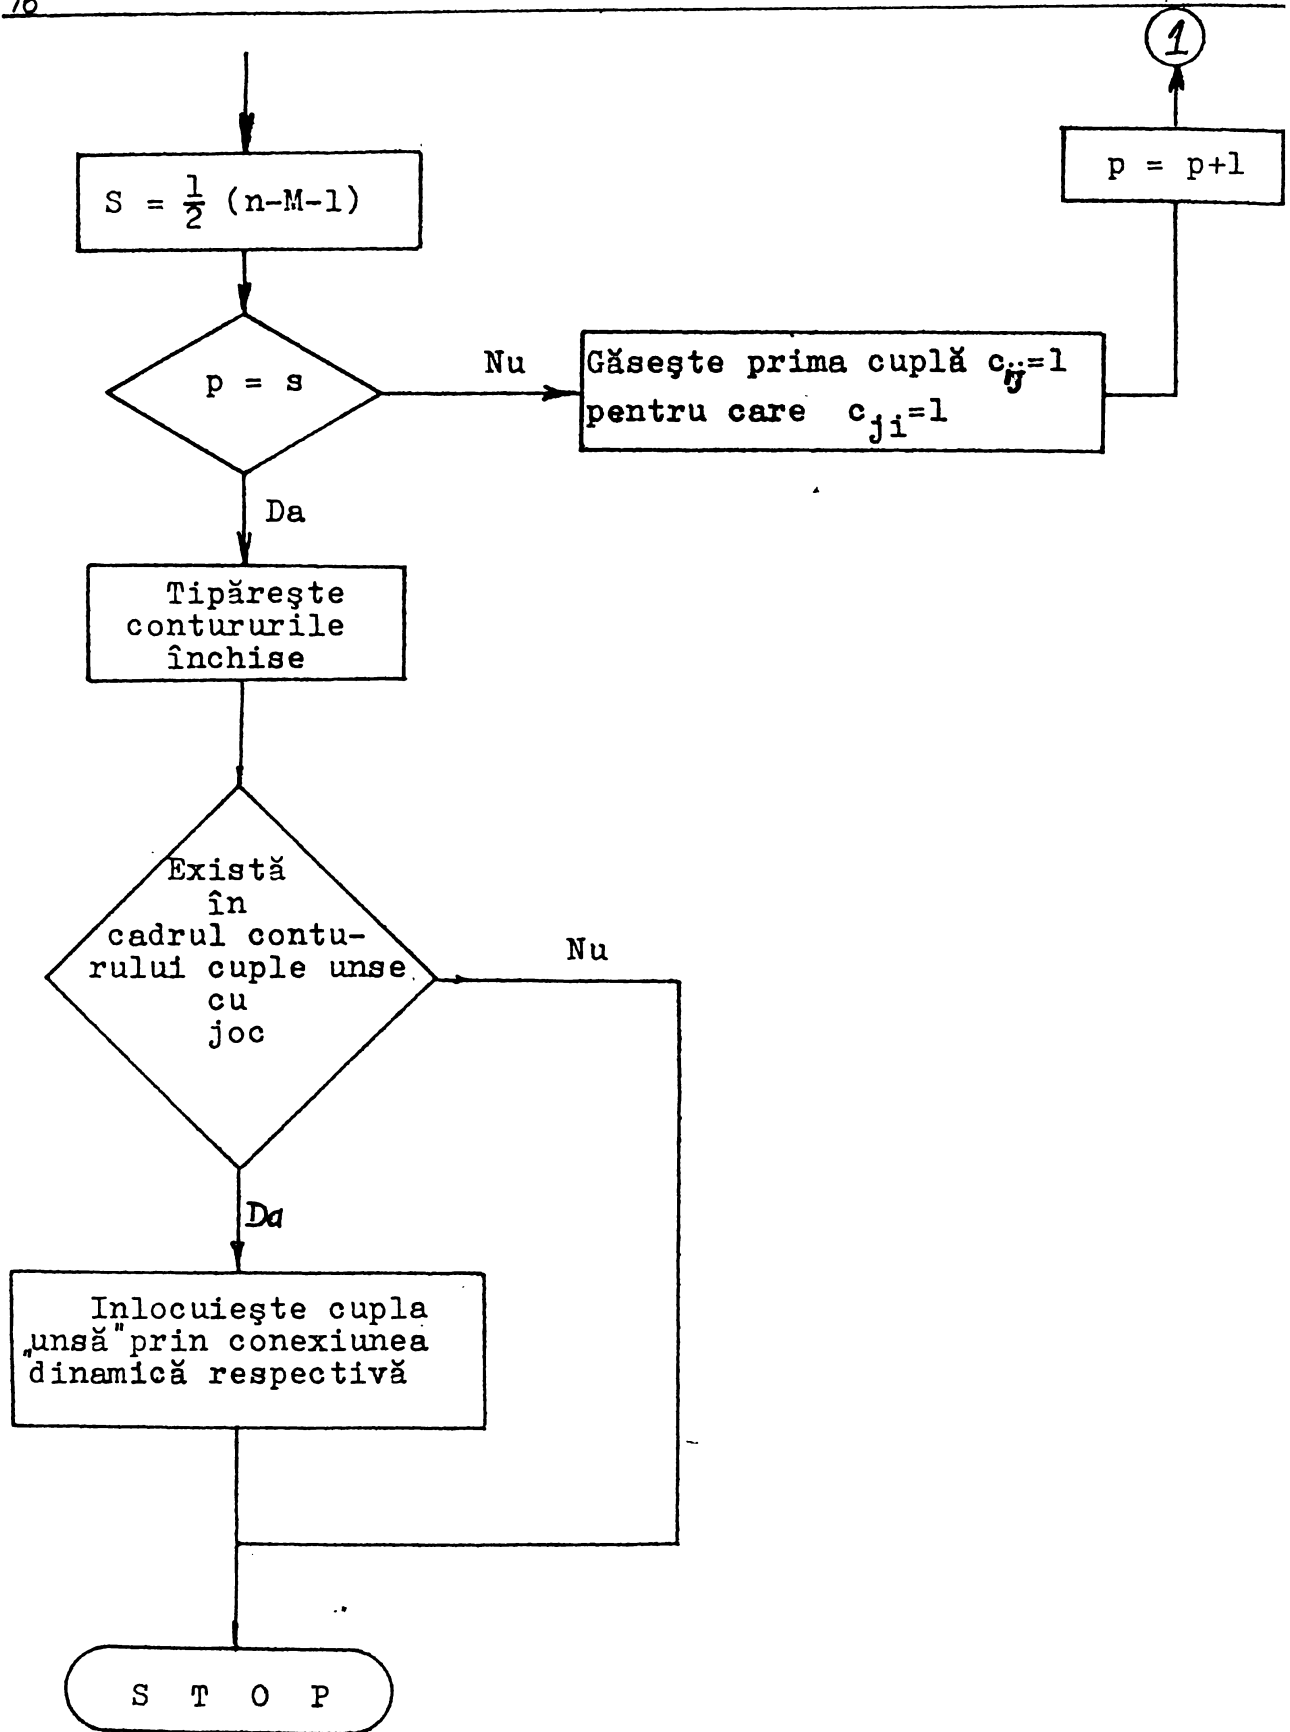 76
1
p = p+1
S = 1/2 (n-M-1)
p = s
Nu
Găseşte prima cuplă c_ij=1
pentru care c_ji=1
Da
Tipăreşte
contururile
închise
Există
în
cadrul contu-
rului cuple unse
cu
joc
Nu
Da
Inlocuieşte cupla
„unsă" prin conexiunea
dinamică respectivă
S T O P